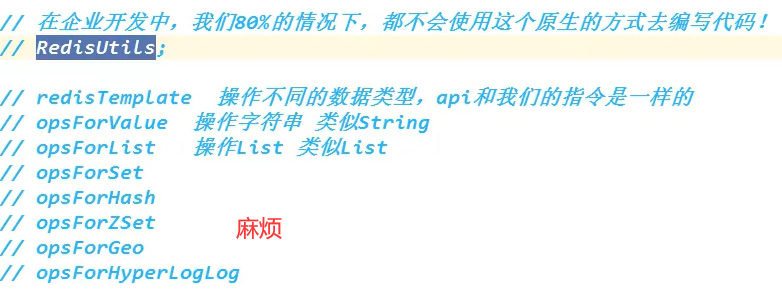 // 在企业开发中，我们80%的情况下，都不会使用这个原生的方式去编写代码！
// RedisUtils;
// redisTemplate  操作不同的数据类型，api和我们的指令是一样的
// opsForValue  操作字符串 类似String
// opsForList   操作List 类似List
// opsForSet
// opsForHash
// opsForZSet
麻烦
// opsForGeo
// opsForHyperLogLog